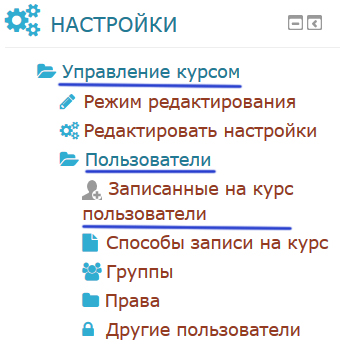 НАСТРОЙКИ
Управление курсом
Режим редактирования
Редактировать настройки
Пользователи
Записанные на курс
пользователи
Способы записи на курс
Группы
Права
Другие пользователи